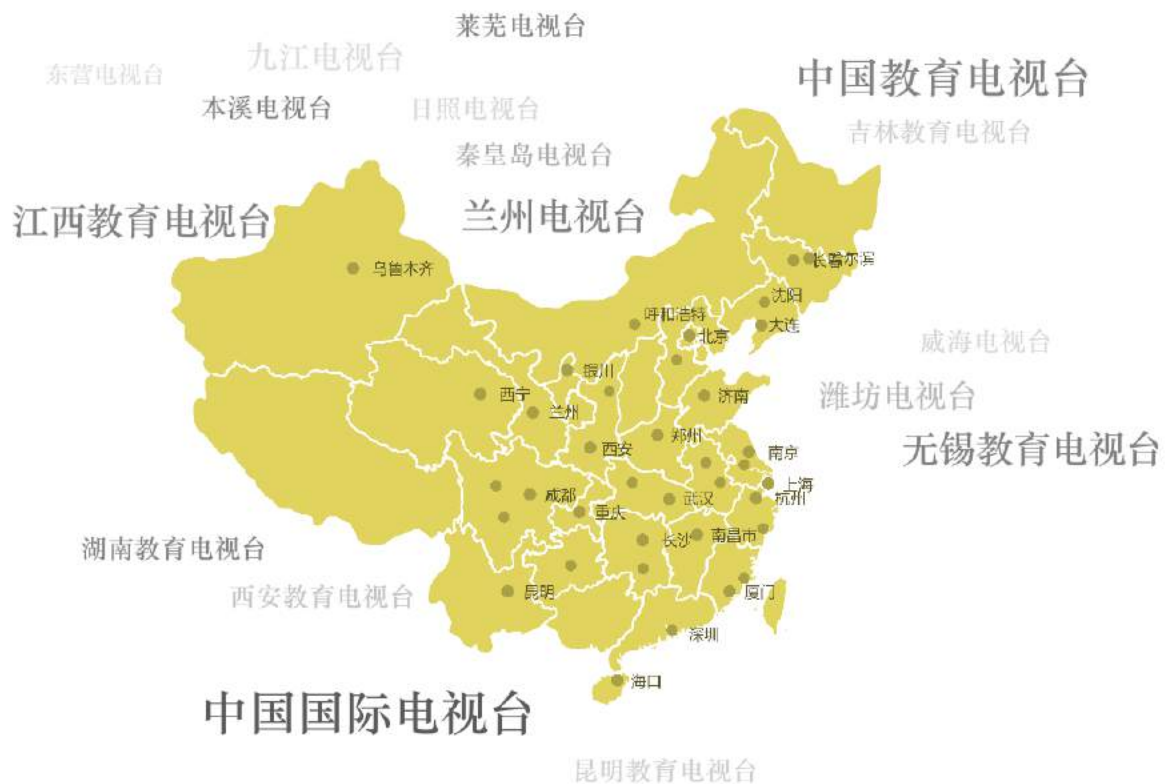 莱芜电视台
九江电视台
东营电视台
中国教育电视台
本溪电视台
日照电视台
吉林教育电视台
秦皇岛电视台
江西教育电视台
兰州电视台
乌鲁木齐
长春
哈尔滨
沈阳
呼和浩特
大连
北京
威海电视台
银川
西宁
济南
潍坊电视台
兰州
郑州
西安
南京
无锡教育电视台
上海
成都
武汉
杭州
重庆
长沙
南昌市
湖南教育电视台
昆明
厦门
西安教育电视台
深圳
海口
中国国际电视台
昆明教育电视台